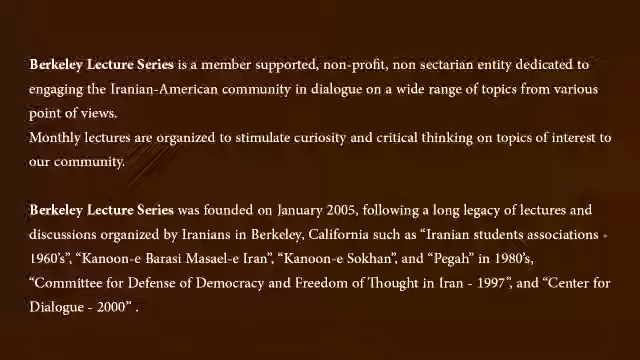 Berkeley Lecture Series is a member supported, non-profit, non sectarian entity dedicated to
engaging the Iranian-American community in dialogue on a wide range of topics from various
point of views.
Monthly lectures are organized to stimulate curiosity and critical thinking on topics of interest to
our community.
Berkeley Lecture Series was founded on January 2005, following a long legacy of lectures and
discussions organized by Iranians in Berkeley, California such as “Iranian students associations -
1960’s”, “Kanoon-e Barasi Masael-e Iran”, “Kanoon-e Sokhan”, and “Pegah” in 1980’s,
“Committee for Defense of Democracy and Freedom of Thought in Iran - 1997”, and “Center for
Dialogue - 2000” .